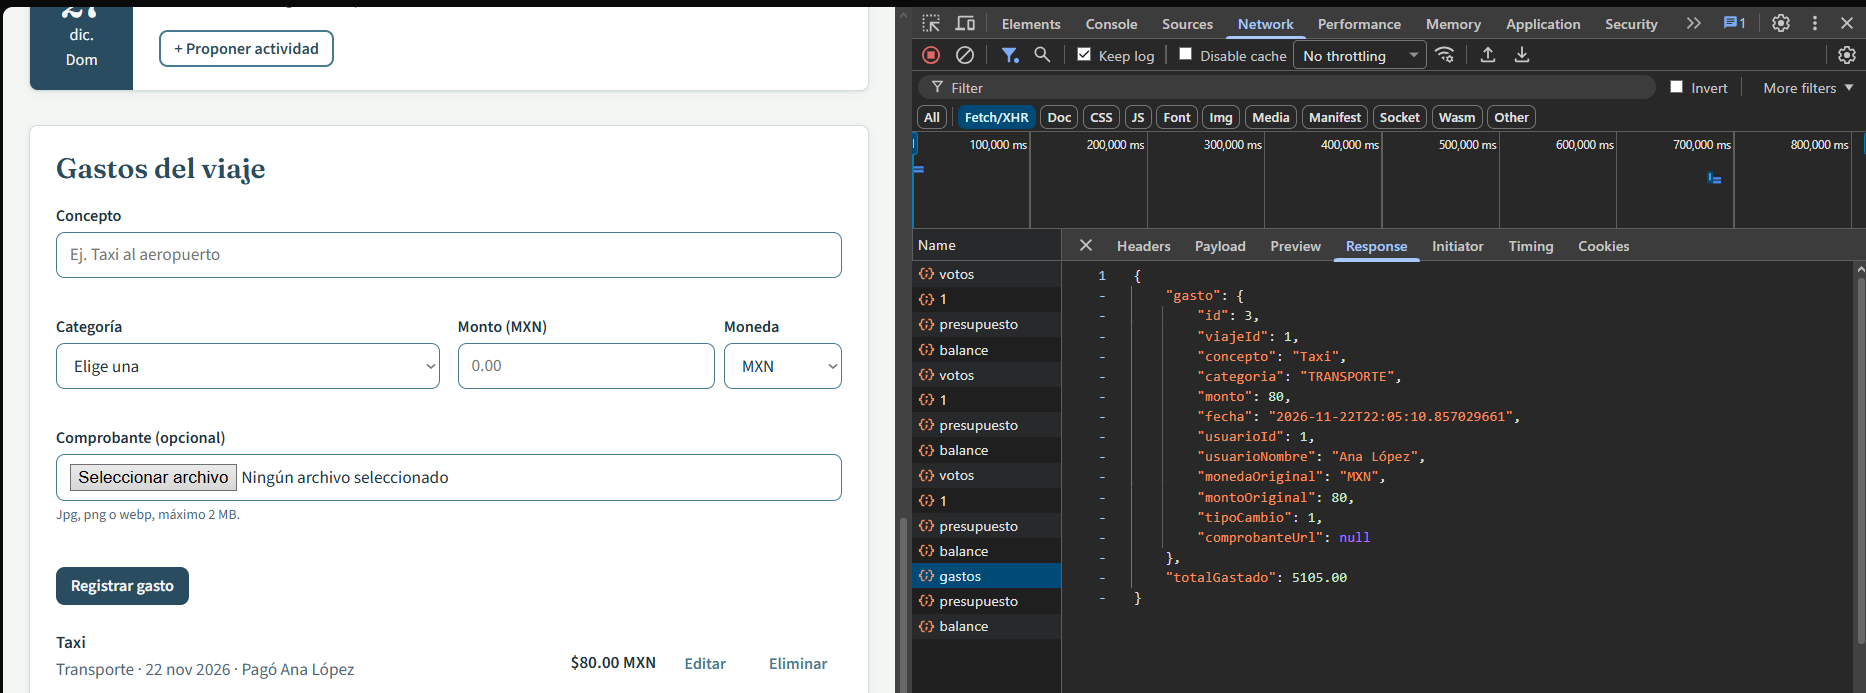 dic.
Dom
+ Proponer actividad
Gastos del viaje
Concepto
Ej. Taxi al aeropuerto
Categoría
Monto (MXN)
Moneda
Elige una
0.00
MXN
Comprobante (opcional)
Seleccionar archivo Ningún archivo seleccionado
Jpg, png o webp, máximo 2 MB.
Registrar gasto
Taxi
Transporte · 22 nov 2026 · Pagó Ana López
$80.00 MXN
Editar
Eliminar
Elements Console Sources Network Performance Memory Application Security 1
Keep log Disable cache No throttling
Filter Invert More filters
All Fetch/XHR Doc CSS JS Font Img Media Manifest Socket Wasm Other
100,000 ms 200,000 ms 300,000 ms 400,000 ms 500,000 ms 600,000 ms 700,000 ms 800,000 ms
Name
votos
1
presupuesto
balance
votos
1
presupuesto
balance
votos
1
presupuesto
balance
gastos
presupuesto
balance
Headers Payload Preview Response Initiator Timing Cookies
1 {
- "gasto": {
- "id": 3,
- "viajeId": 1,
- "concepto": "Taxi",
- "categoria": "TRANSPORTE",
- "monto": 80,
- "fecha": "2026-11-22T22:05:10.857029661",
- "usuarioId": 1,
- "usuarioNombre": "Ana López",
- "monedaOriginal": "MXN",
- "montoOriginal": 80,
- "tipoCambio": 1,
- "comprobanteUrl": null
- },
- "totalGastado": 5105.00
- }